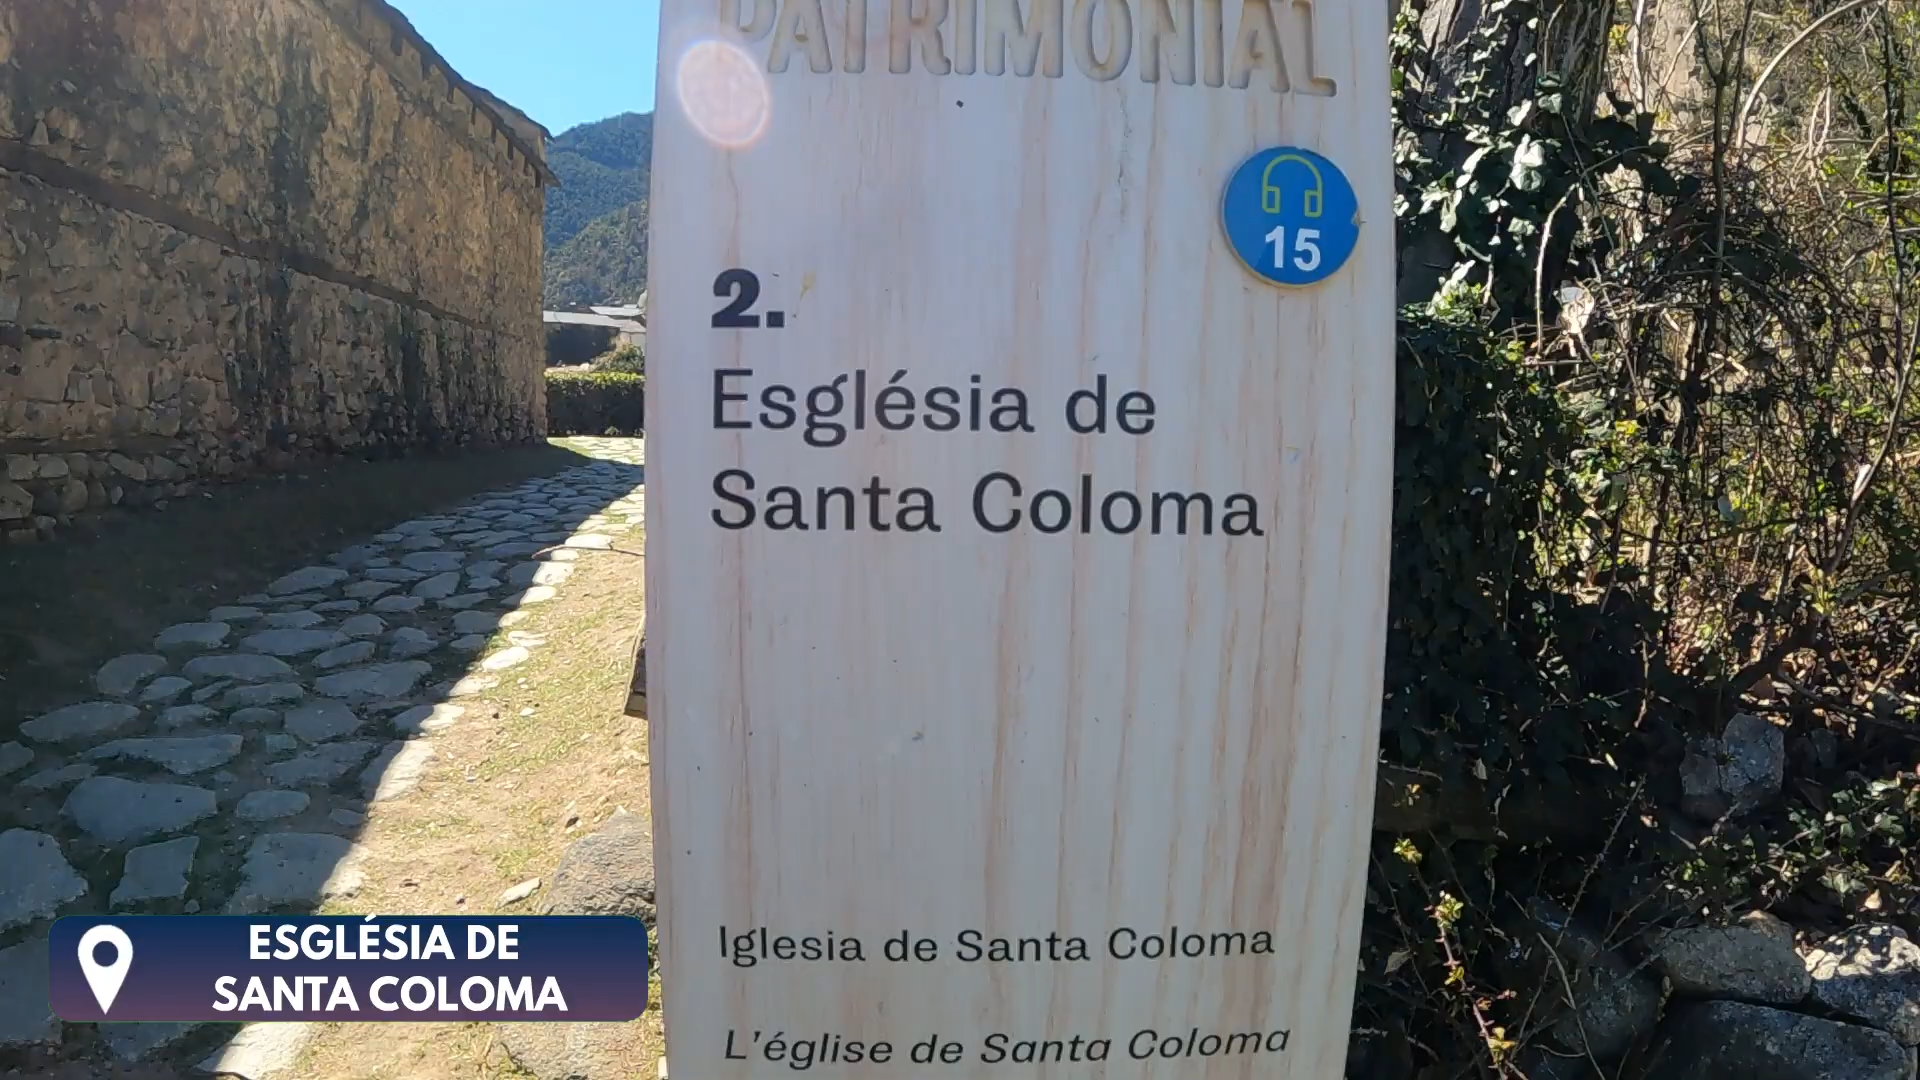 PATRIMONIAL
15
2.
Església de
Santa Coloma
Iglesia de Santa Coloma
L'église de Santa Coloma
ESGLÉSIA DE
SANTA COLOMA